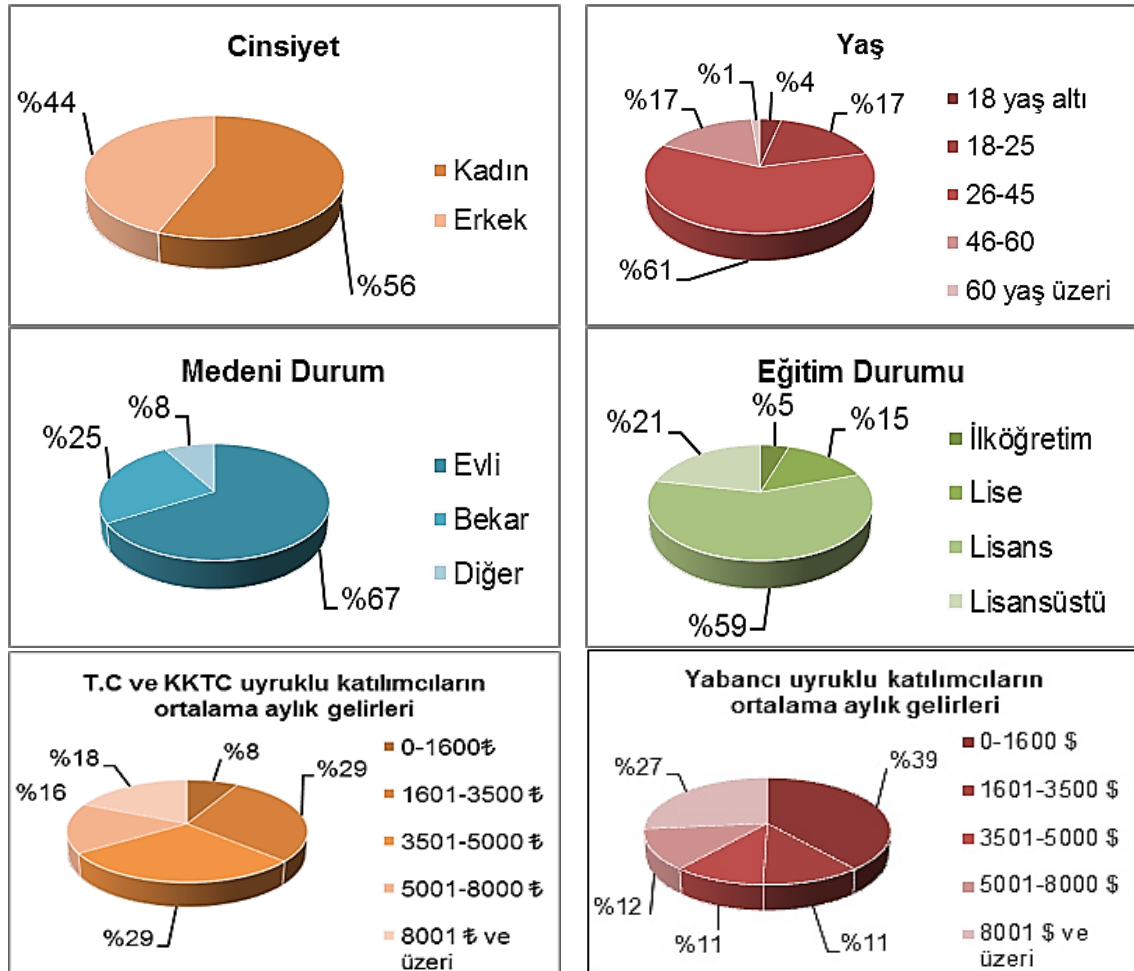 Cinsiyet
%44
Kadın
Erkek
%56
Yaş
%1
%4
%17
%17
18 yaş altı
18-25
26-45
46-60
60 yaş üzeri
%61
Medeni Durum
%8
%25
Evli
Bekar
Diğer
%67
Eğitim Durumu
%5
%21
%15
İlköğretim
Lise
Lisans
Lisansüstü
%59
T.C ve KKTC uyruklu katılımcıların
ortalama aylık gelirleri
%8
%18
%29
%16
0-1600₺
1601-3500 ₺
3501-5000 ₺
5001-8000 ₺
8001 ₺ ve
üzeri
%29
Yabancı uyruklu katılımcıların
ortalama aylık gelirleri
%27
%39
0-1600 $
1601-3500 $
3501-5000 $
5001-8000 $
8001 $ ve
üzeri
%12
%11
%11